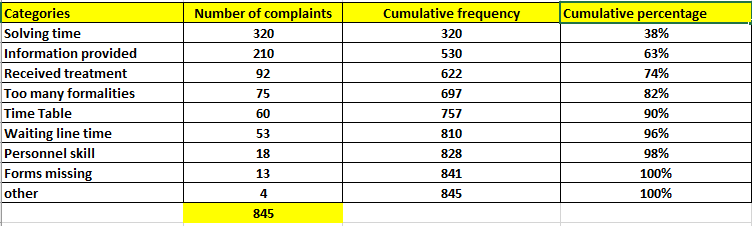 Categories Number of complaints Cumulative frequency Cumulative percentage
Solving time 320 320 38%
Information provided 210 530 63%
Received treatment 92 622 74%
Too many formalities 75 697 82%
Time Table 60 757 90%
Waiting line time 53 810 96%
Personnel skill 18 828 98%
Forms missing 13 841 100%
other 4 845 100%
845